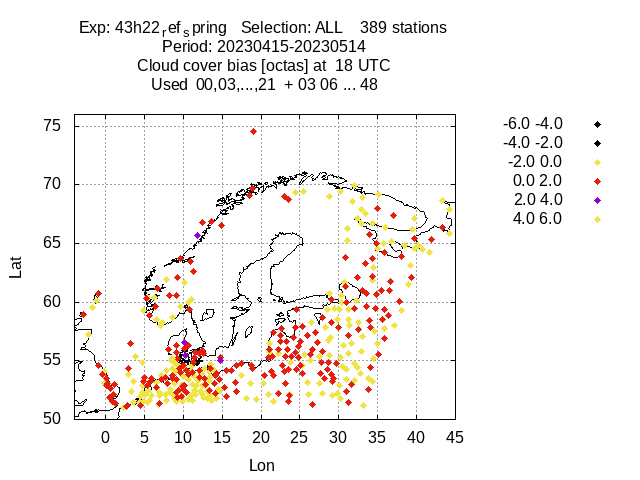 Exp: 43h22ref_spring   Selection: ALL    389 stations
Period: 20230415-20230514
Cloud cover bias [octas] at  18 UTC
Used  00,03,...,21  + 03 06 ... 48
-6.0 -4.0
-4.0 -2.0
-2.0 0.0
0.0 2.0
2.0 4.0
4.0 6.0
Lat
75
70
65
60
55
50
0 5 10 15 20 25 30 35 40 45
Lon